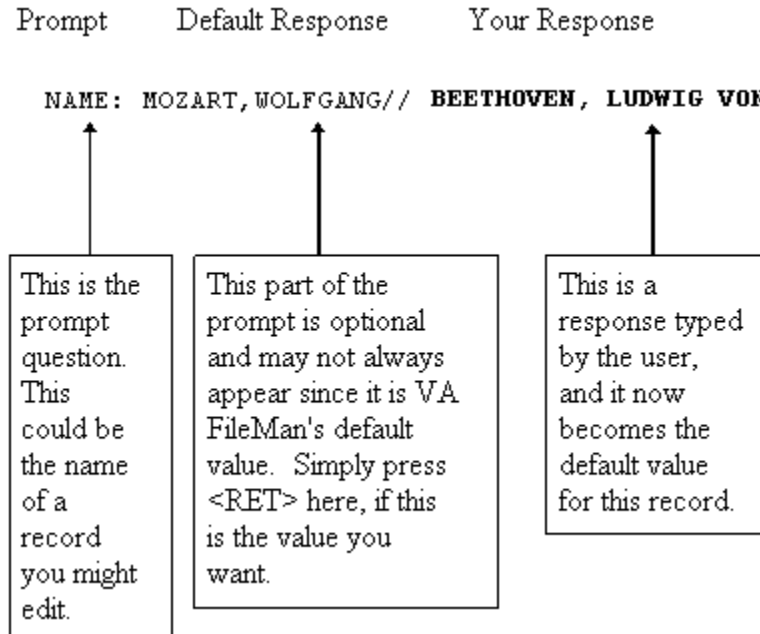 Prompt Default Response Your Response
NAME: MOZART,WOLFGANG// BEETHOVEN, LUDWIG VON
This is the
prompt
question.
This
could be
the name
of a
record
you might
edit.
This part of the
prompt is optional
and may not always
appear since it is VA
FileMan's default
value. Simply press
<RET> here, if this
is the value you
want.
This is a
response typed
by the user,
and it now
becomes the
default value
for this record.